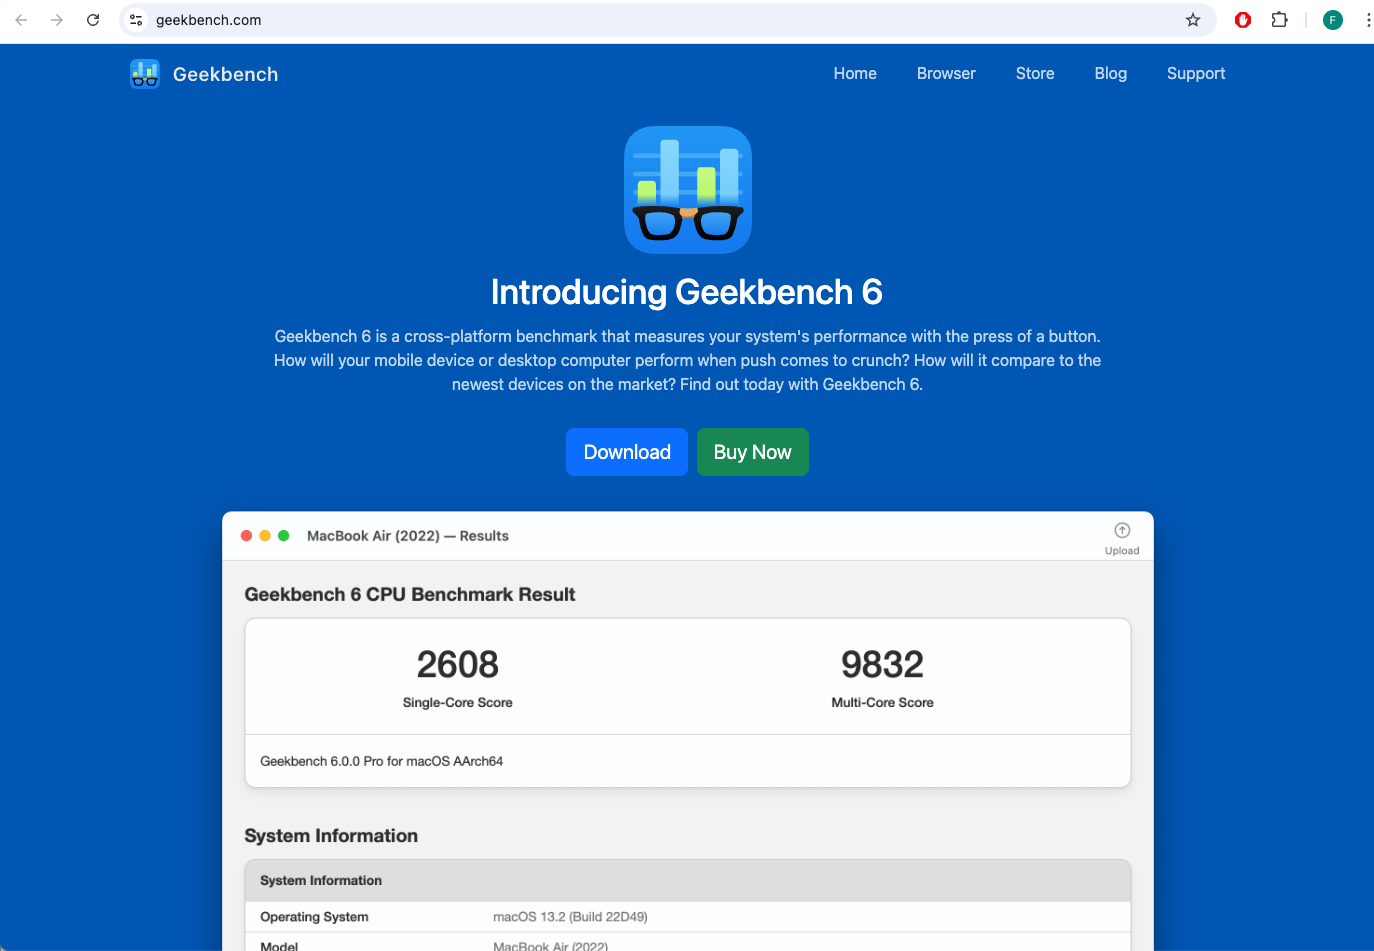 geekbench.com
F
Geekbench
Home
Browser
Store
Blog
Support
Introducing Geekbench 6
Geekbench 6 is a cross-platform benchmark that measures your system's performance with the press of a button.
How will your mobile device or desktop computer perform when push comes to crunch? How will it compare to the
newest devices on the market? Find out today with Geekbench 6.
Download
Buy Now
MacBook Air (2022) — Results
Upload
Geekbench 6 CPU Benchmark Result
2608
Single-Core Score
9832
Multi-Core Score
Geekbench 6.0.0 Pro for macOS AArch64
System Information
System Information
Operating System macOS 13.2 (Build 22D49)
Model MacBook Air (2022)